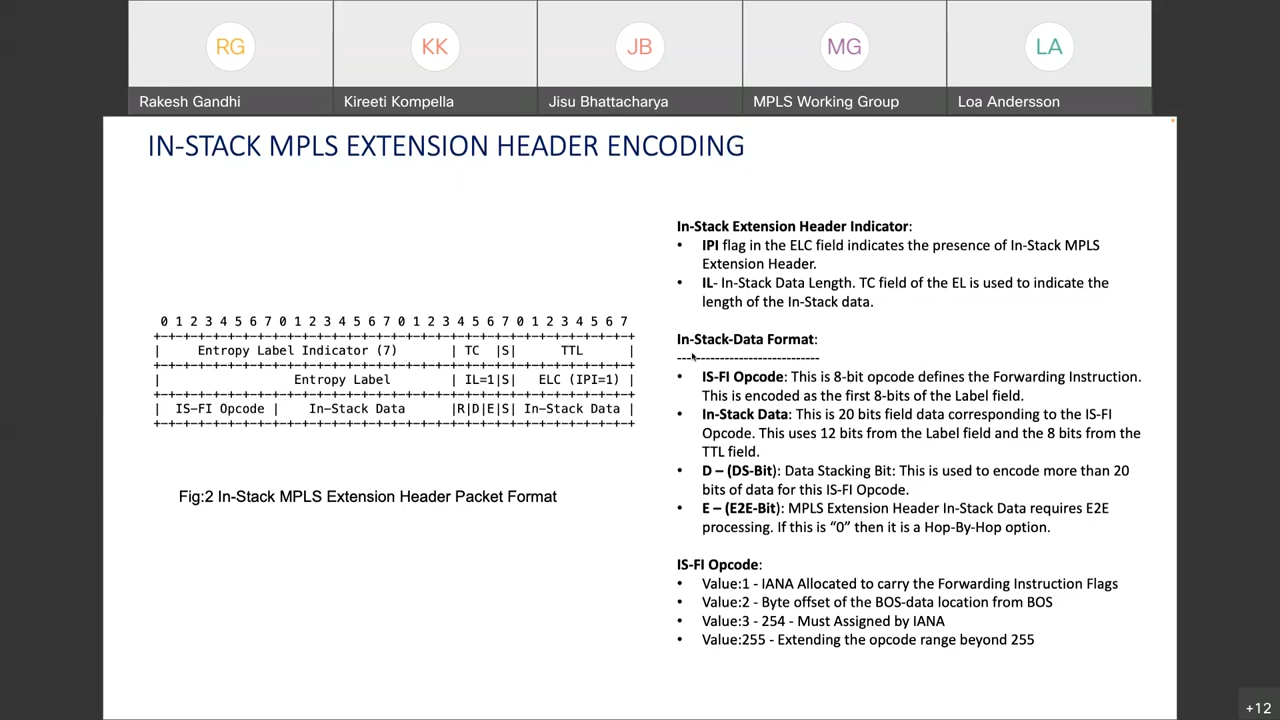 RG
KK
JB
MG
LA
Rakesh Gandhi
Kireeti Kompella
Jisu Bhattacharya
MPLS Working Group
Loa Andersson
IN-STACK MPLS EXTENSION HEADER ENCODING
0 1 2 3 4 5 6 7 0 1 2 3 4 5 6 7 0 1 2 3 4 5 6 7 0 1 2 3 4 5 6 7
+-+-+-+-+-+-+-+-+-+-+-+-+-+-+-+-+-+-+-+-+-+-+-+-+-+-+-+-+-+-+-+-+
| Entropy Label Indicator (7) | TC |S| TTL |
+-+-+-+-+-+-+-+-+-+-+-+-+-+-+-+-+-+-+-+-+-+-+-+-+-+-+-+-+-+-+-+-+
| Entropy Label | IL=1|S| ELC (IPI=1) |
+-+-+-+-+-+-+-+-+-+-+-+-+-+-+-+-+-+-+-+-+-+-+-+-+-+-+-+-+-+-+-+-+
| IS-FI Opcode | In-Stack Data |R|D|E|S| In-Stack Data |
+-+-+-+-+-+-+-+-+-+-+-+-+-+-+-+-+-+-+-+-+-+-+-+-+-+-+-+-+-+-+-+-+
Fig:2 In-Stack MPLS Extension Header Packet Format
In-Stack Extension Header Indicator:
• IPI flag in the ELC field indicates the presence of In-Stack MPLS
Extension Header.
• IL- In-Stack Data Length. TC field of the EL is used to indicate the
length of the In-Stack data.
In-Stack-Data Format:
----------------------------
• IS-FI Opcode: This is 8-bit opcode defines the Forwarding Instruction.
This is encoded as the first 8-bits of the Label field.
• In-Stack Data: This is 20 bits field data corresponding to the IS-FI
Opcode. This uses 12 bits from the Label field and the 8 bits from the
TTL field.
• D – (DS-Bit): Data Stacking Bit: This is used to encode more than 20
bits of data for this IS-FI Opcode.
• E – (E2E-Bit): MPLS Extension Header In-Stack Data requires E2E
processing. If this is “0” then it is a Hop-By-Hop option.
IS-FI Opcode:
• Value:1 - IANA Allocated to carry the Forwarding Instruction Flags
• Value:2 - Byte offset of the BOS-data location from BOS
• Value:3 - 254 - Must Assigned by IANA
• Value:255 - Extending the opcode range beyond 255
+12